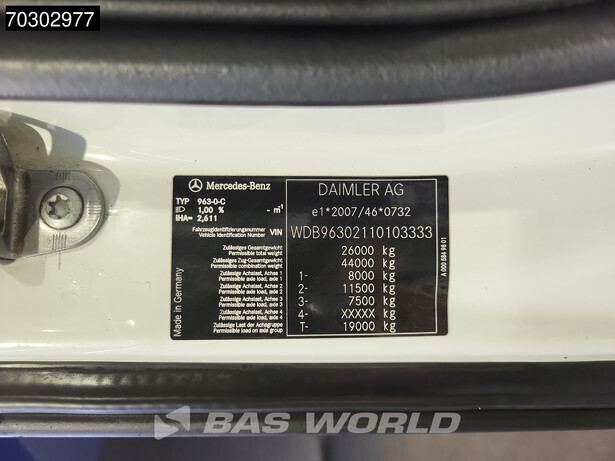 70302977
Mercedes-Benz
TYP 963-0-C
1,00 % - m⁻¹
IHA= 2,611
DAIMLER AG
e1*2007/46*0732
Fahrzeugidentifizierungsnummer
Vehicle Identification Number VIN WDB96302110103333
Zulässiges Gesamtgewicht
Permissible total weight 26000 kg
Zulässiges Zug-Gesamtgewicht
Permissible combination weight 44000 kg
Zulässige Achslast, Achse 1
Permissible axle load, axle 1 1- 8000 kg
Zulässige Achslast, Achse 2
Permissible axle load, axle 2 2- 11500 kg
Zulässige Achslast, Achse 3
Permissible axle load, axle 3 3- 7500 kg
Zulässige Achslast, Achse 4
Permissible axle load, axle 4 4- XXXXX kg
Zulässige Last der Achsgruppe
Permissible load on axle group T- 19000 kg
Made in Germany
A 000 584 98 01
BAS WORLD